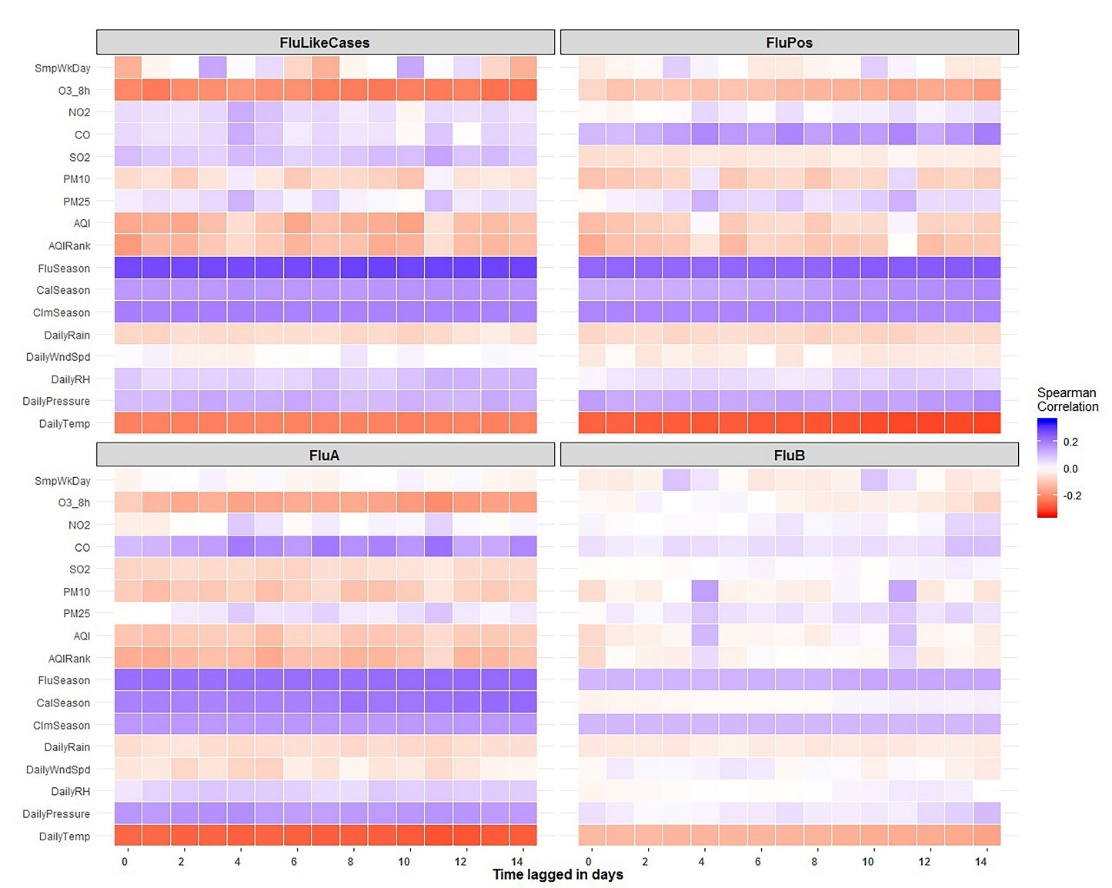 FluLikeCases FluPos
SmpWkDay
O3_8h
NO2
CO
SO2
PM10
PM25
AQI
AQIRank
FluSeason
CalSeason
ClmSeason
DailyRain
DailyWndSpd
DailyRH
DailyPressure
DailyTemp
Spearman
Correlation
0.2
0.0
-0.2
FluA FluB
SmpWkDay
O3_8h
NO2
CO
SO2
PM10
PM25
AQI
AQIRank
FluSeason
CalSeason
ClmSeason
DailyRain
DailyWndSpd
DailyRH
DailyPressure
DailyTemp
0 2 4 6 8 10 12 14 0 2 4 6 8 10 12 14
Time lagged in days